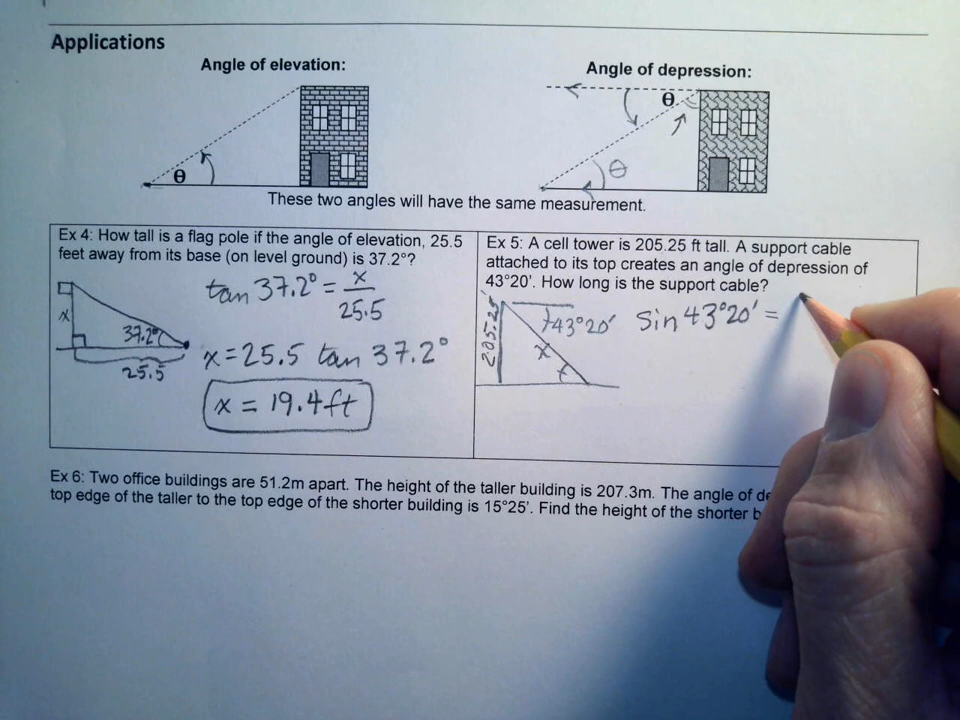 Applications
Angle of elevation:
Angle of depression:
θ
θ
θ
These two angles will have the same measurement.
Ex 4: How tall is a flag pole if the angle of elevation, 25.5
feet away from its base (on level ground) is 37.2°?
tan 37.2° = x/25.5
x
37.2°
25.5
x = 25.5 tan 37.2°
x = 19.4 ft
Ex 5: A cell tower is 205.25 ft tall. A support cable
attached to its top creates an angle of depression of
43°20'. How long is the support cable?
205.25'
43°20'
x
sin 43°20' =
Ex 6: Two office buildings are 51.2m apart. The height of the taller building is 207.3m. The angle of
top edge of the taller to the top edge of the shorter building is 15°25'. Find the height of the shorter